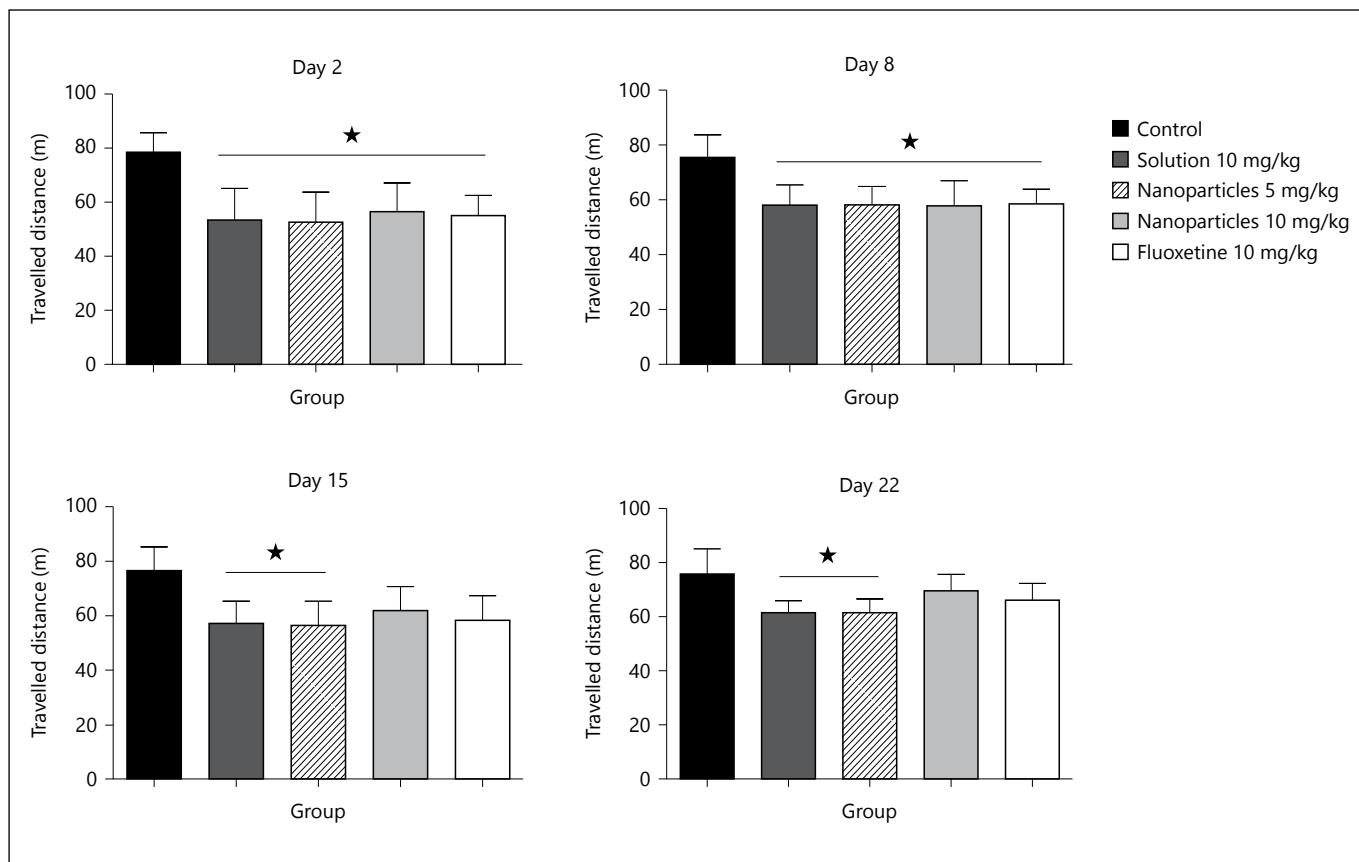 Day 2
100
80
60
40
20
0
Travelled distance (m)
★
Group
Day 8
100
80
60
40
20
0
Travelled distance (m)
★
Group
Control
Solution 10 mg/kg
Nanoparticles 5 mg/kg
Nanoparticles 10 mg/kg
Fluoxetine 10 mg/kg
Day 15
100
80
60
40
20
0
Travelled distance (m)
★
Group
Day 22
100
80
60
40
20
0
Travelled distance (m)
★
Group